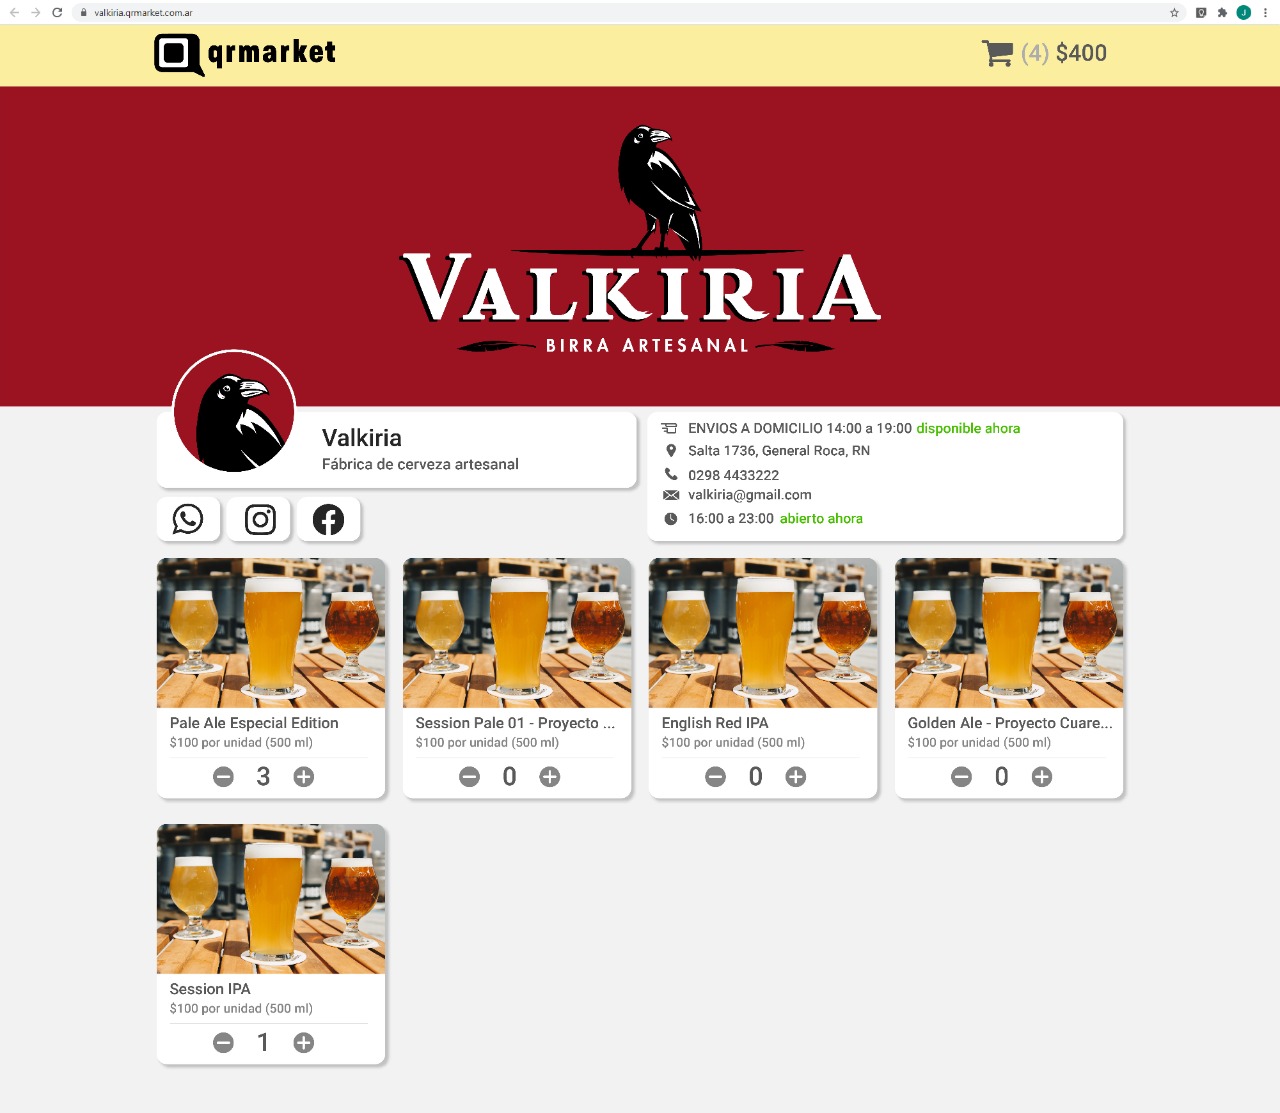 valkiria.qrmarket.com.ar
J
qrmarket
(4) $400
VALKIRIA
BIRRA ARTESANAL
Valkiria
Fábrica de cerveza artesanal
ENVIOS A DOMICILIO 14:00 a 19:00 disponible ahora
Salta 1736, General Roca, RN
0298 4433222
valkiria@gmail.com
16:00 a 23:00 abierto ahora
Pale Ale Especial Edition
$100 por unidad (500 ml)
3
Session Pale 01 - Proyecto ...
$100 por unidad (500 ml)
0
English Red IPA
$100 por unidad (500 ml)
0
Golden Ale - Proyecto Cuare...
$100 por unidad (500 ml)
0
Session IPA
$100 por unidad (500 ml)
1